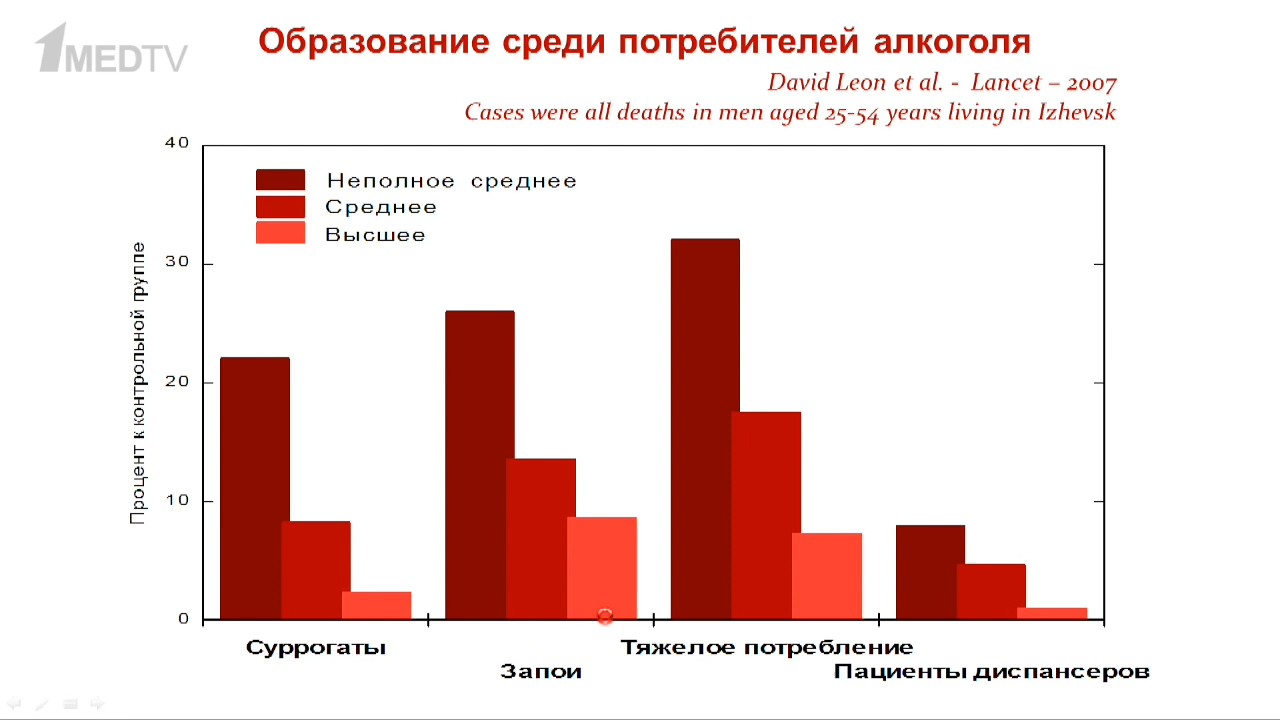 1MEDTV
Образование среди потребителей алкоголя
David Leon et al. - Lancet – 2007
Cases were all deaths in men aged 25-54 years living in Izhevsk
40
30
20
10
0
Процент к контрольной группе
Неполное среднее
Среднее
Высшее
Суррогаты
Запои
Тяжелое потребление
Пациенты диспансеров